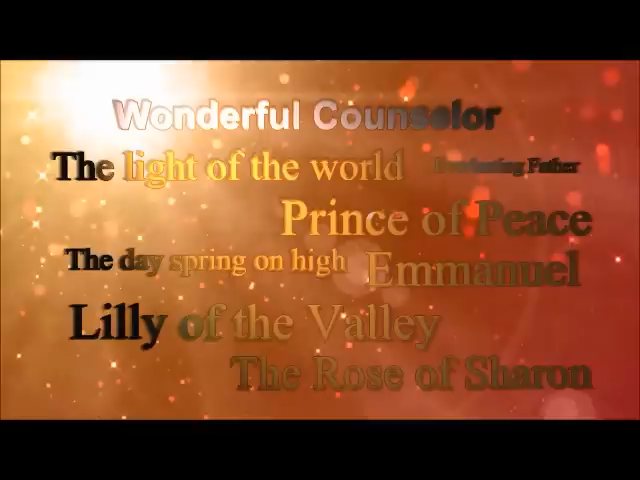 Wonderful Counselor
The light of the world
Everlasting Father
Prince of Peace
The day spring on high
Emmanuel
Lilly of the Valley
The Rose of Sharon